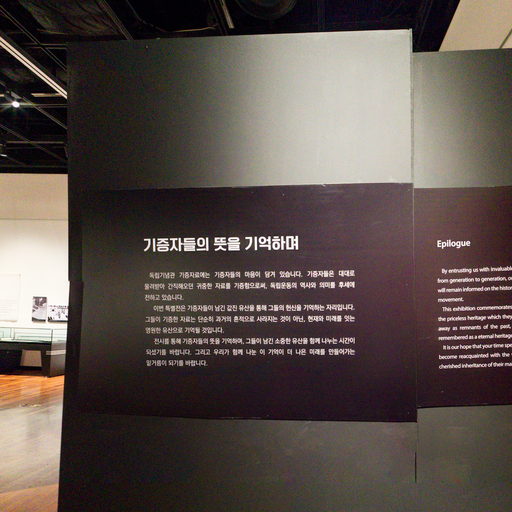 기증자들의 뜻을 기억하며
독립기념관 기증자료에는 기증자들의 마음이 담겨 있습니다. 기증자들은 대대로
물려받아 간직해오던 귀중한 자료를 기증함으로써, 독립운동의 역사와 의미를 후세에
전하고 있습니다.
이번 특별전은 기증자들이 남긴 값진 유산을 통해 그들의 헌신을 기억하는 자리입니다.
그들이 기증한 자료는 단순히 과거의 흔적으로 사라지는 것이 아닌, 현재와 미래를 잇는
영원한 유산으로 기억될 것입니다.
전시를 통해 기증자들의 뜻을 기억하며, 그들이 남긴 소중한 유산을 함께 나누는 시간이
되셨기를 바랍니다. 그리고 우리가 함께 나눈 이 기억이 더 나은 미래를 만들어가는
밑거름이 되기를 바랍니다.
Epilogue
By entrusting us with invaluable
from generation to generation, ou
will remain informed on the histor
movement.
This exhibition commemorates
the priceless heritage which they
away as remnants of the past,
remembered as a eternal heritage
It is our hope that your time spe
become reacquainted with the
cherished inheritance of their ma